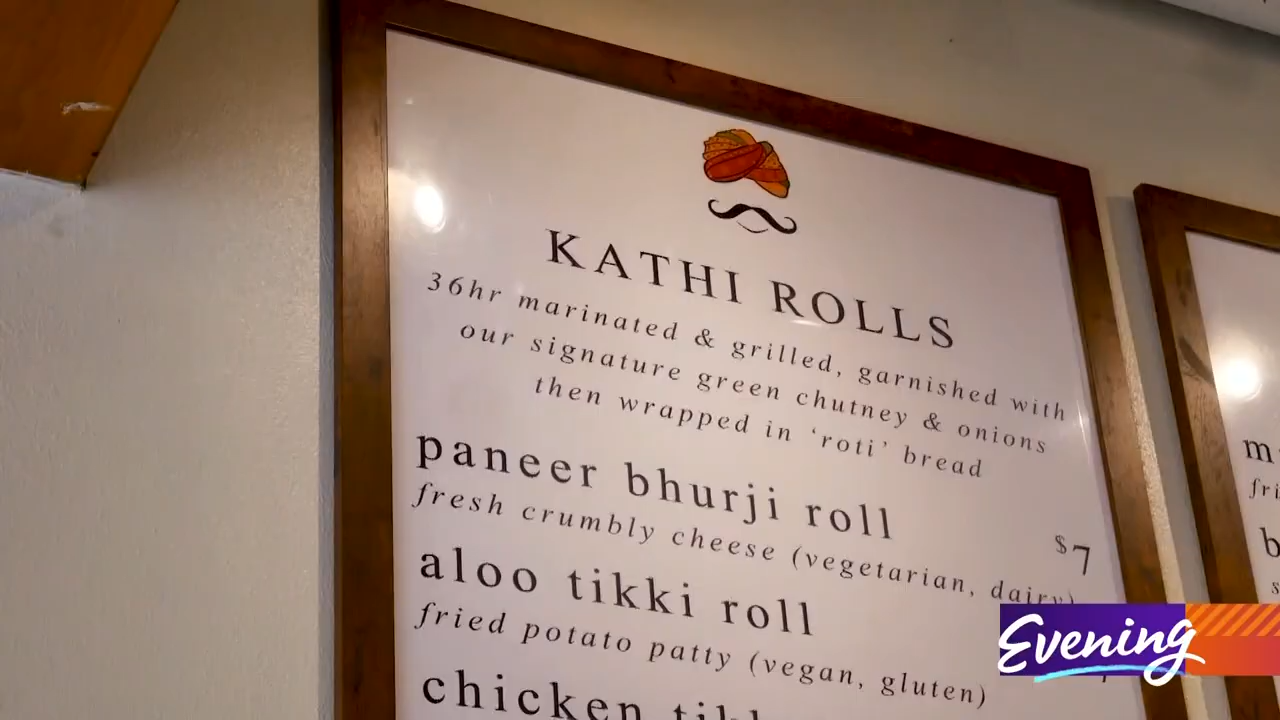 KATHI ROLLS
36hr marinated & grilled, garnished with
our signature green chutney & onions
then wrapped in ‘roti’ bread
paneer bhurji roll $7
fresh crumbly cheese (vegetarian, dairy)
aloo tikki roll
fried potato patty (vegan, gluten)
chicken
Evening